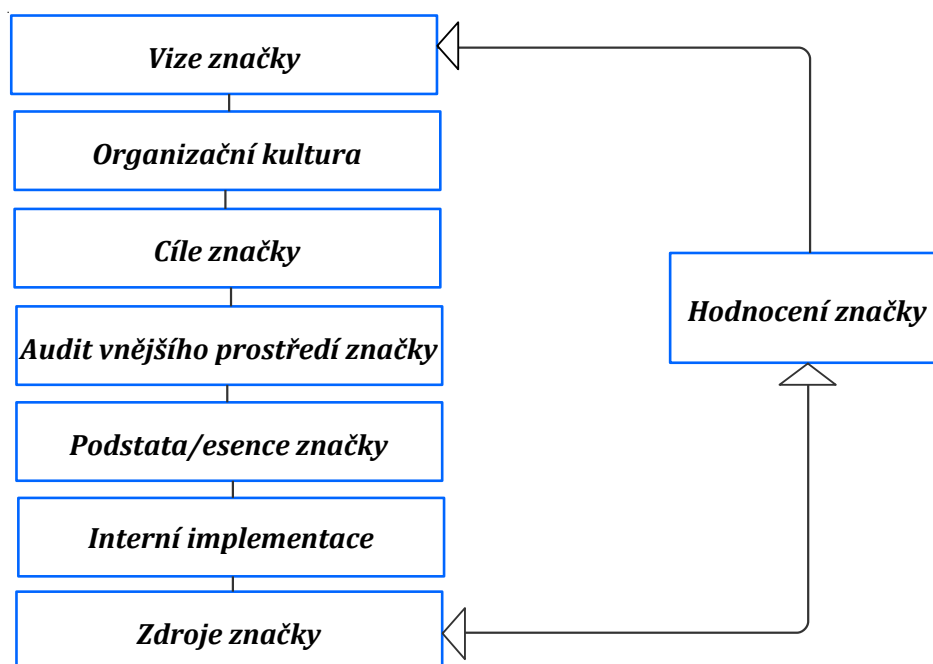 Vize značky
Organizační kultura
Cíle značky
Audit vnějšího prostředí značky
Podstata/esence značky
Interní implementace
Zdroje značky
Hodnocení značky